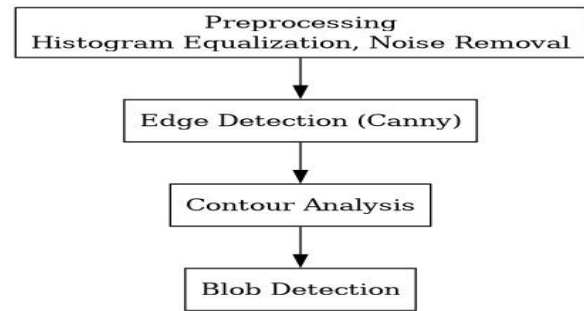 Preprocessing
Histogram Equalization, Noise Removal
Edge Detection (Canny)
Contour Analysis
Blob Detection